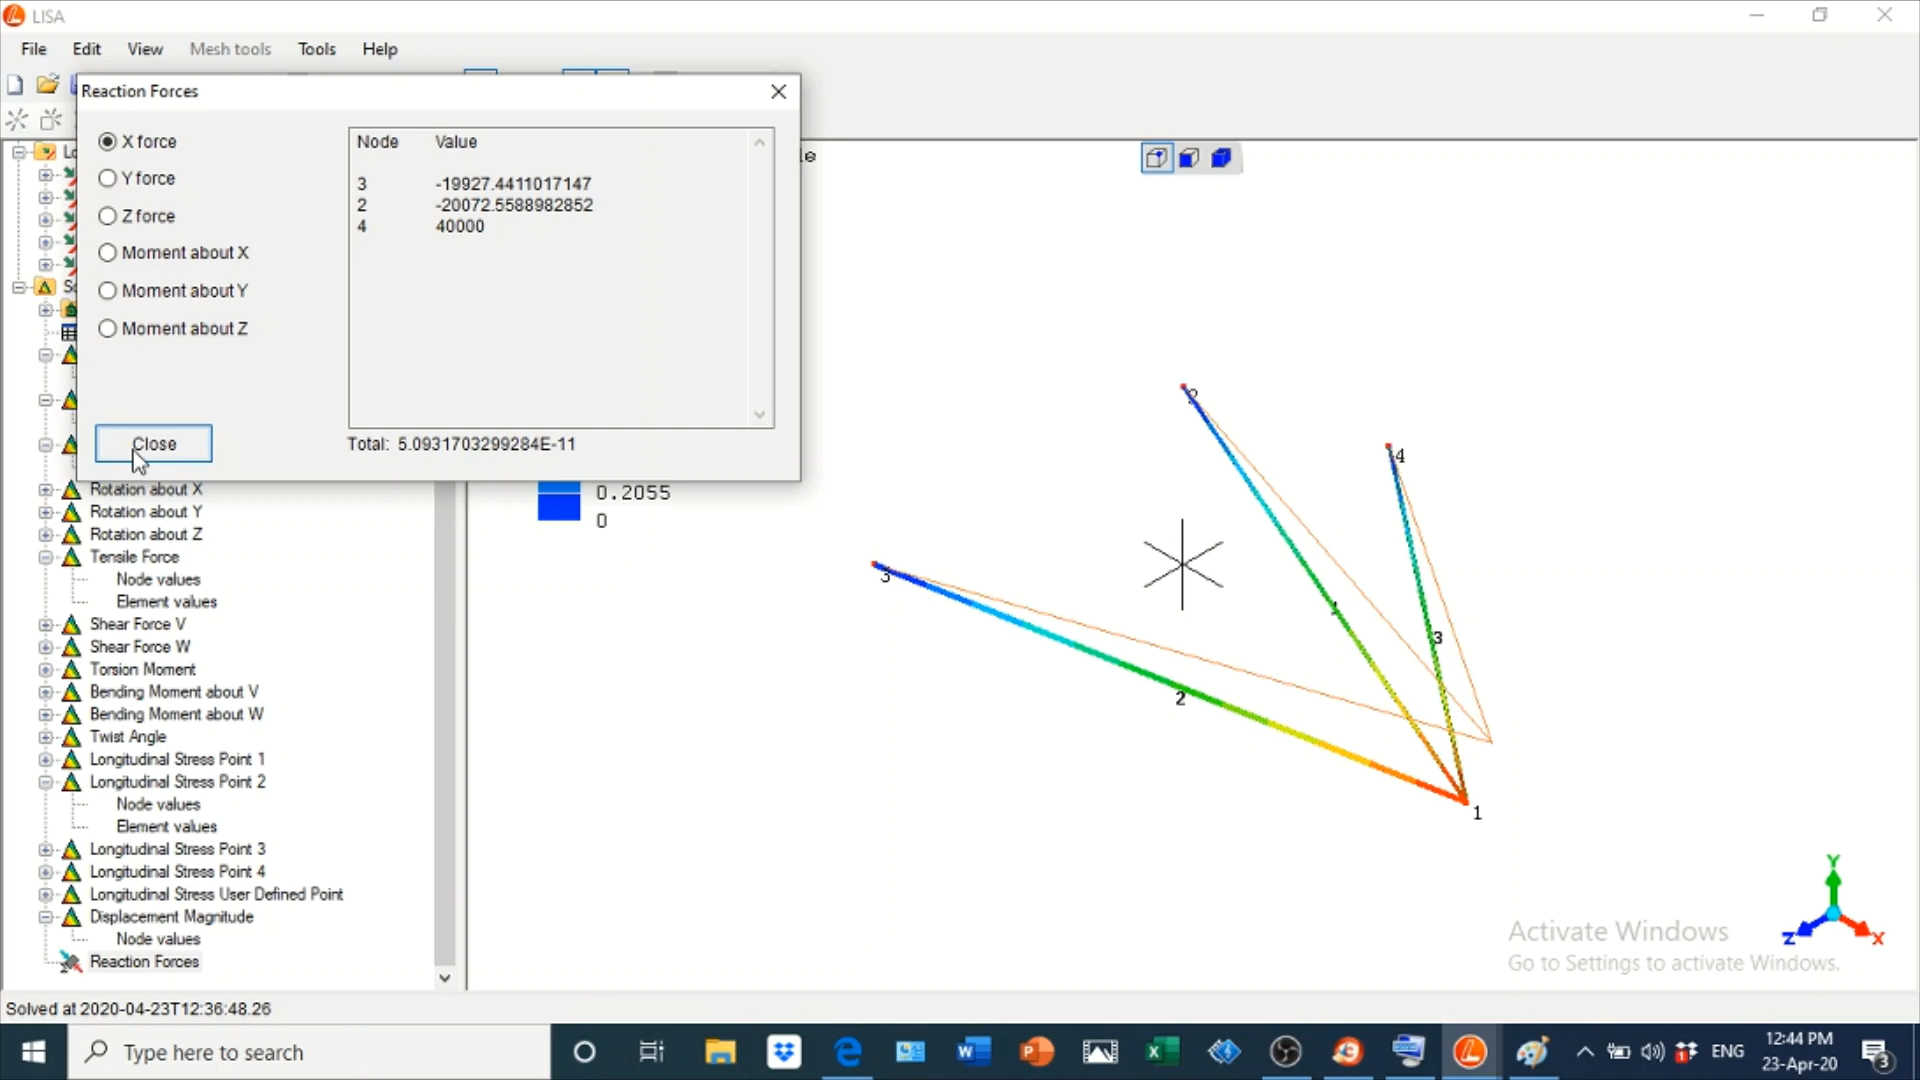 LISA
File Edit View Mesh tools Tools Help
Reaction Forces
X force
Y force
Z force
Moment about X
Moment about Y
Moment about Z
Close
Node Value
3 -19927.4411017147
2 -20072.5588982852
4 40000
Total: 5.0931703299284E-11
le
Lo
So
Rotation about X
Rotation about Y
Rotation about Z
Tensile Force
Node values
Element values
Shear Force V
Shear Force W
Torsion Moment
Bending Moment about V
Bending Moment about W
Twist Angle
Longitudinal Stress Point 1
Longitudinal Stress Point 2
Node values
Element values
Longitudinal Stress Point 3
Longitudinal Stress Point 4
Longitudinal Stress User Defined Point
Displacement Magnitude
Node values
Reaction Forces
0.2055
0
2
4
3
1
3
2
1
Y
Z X
Activate Windows
Go to Settings to activate Windows.
Solved at 2020-04-23T12:36:48.26
Type here to search
ENG
12:44 PM
23-Apr-20
3